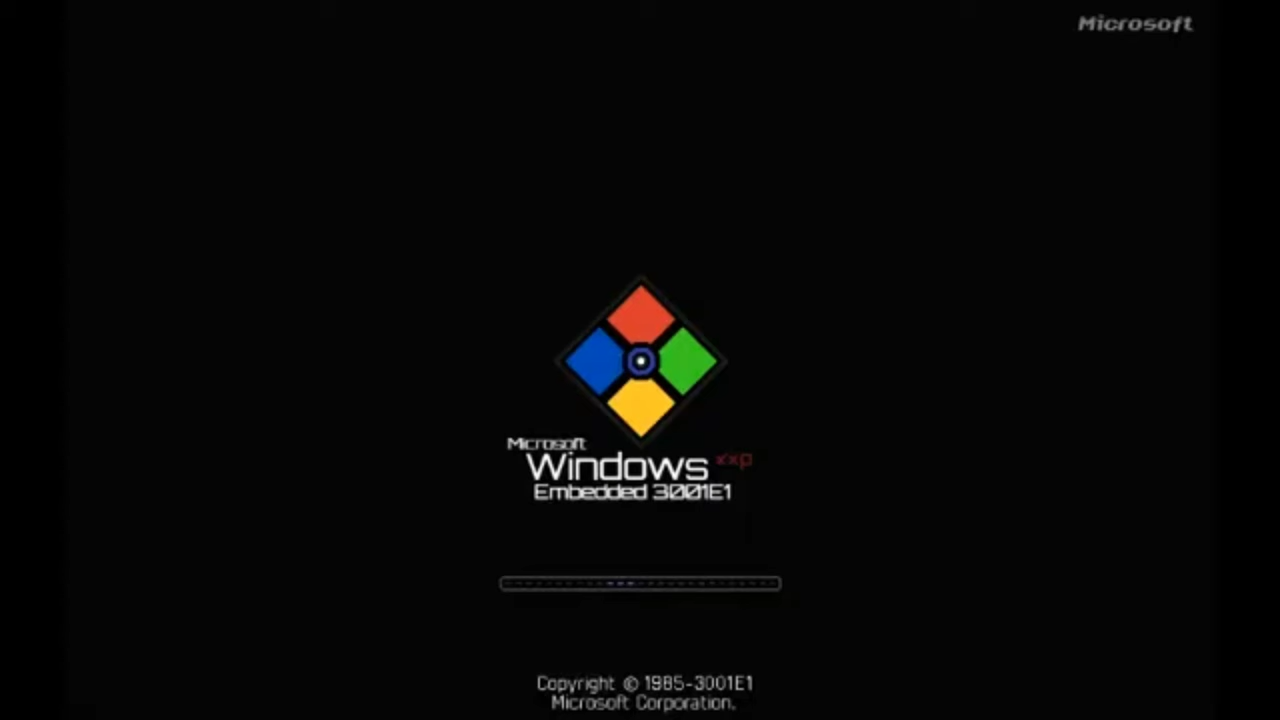 Microsoft
Microsoft
Windows xxp
Embedded 3001E1
Copyright © 1985-3001E1
Microsoft Corporation.